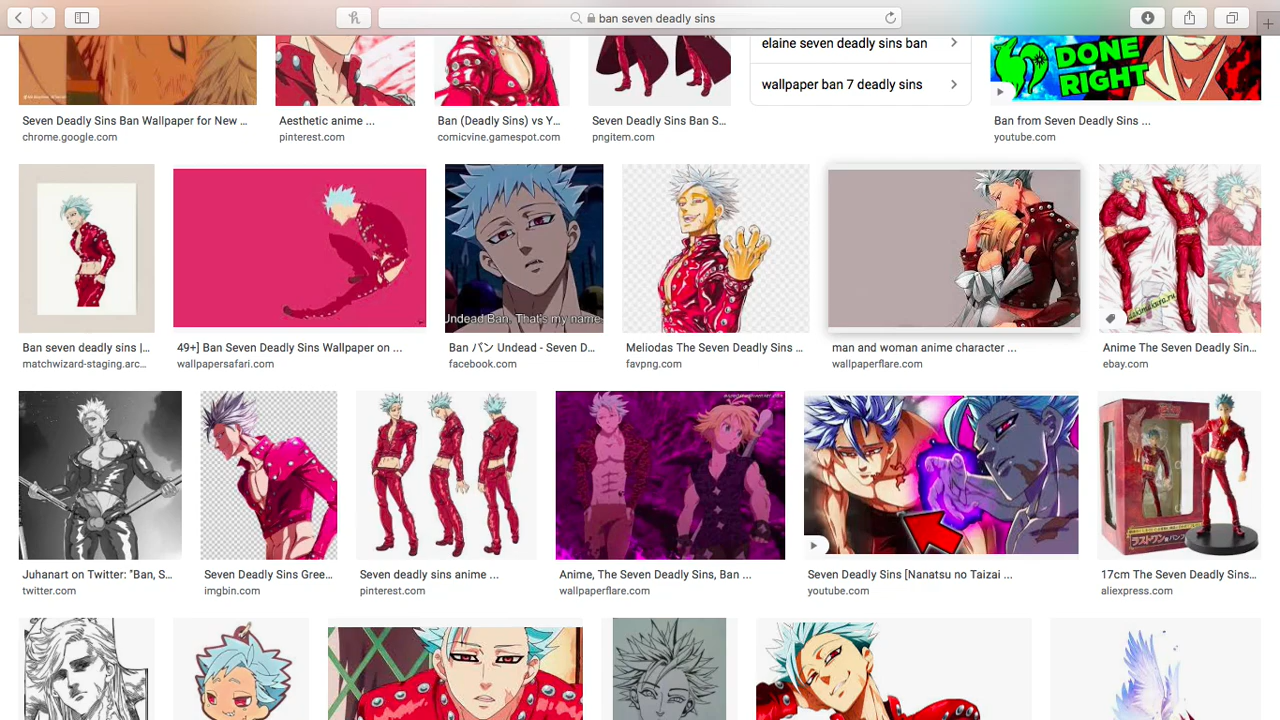 ban seven deadly sins
elaine seven deadly sins ban
wallpaper ban 7 deadly sins
DONE
RIGHT
Seven Deadly Sins Ban Wallpaper for New ...
chrome.google.com
Aesthetic anime ...
pinterest.com
Ban (Deadly Sins) vs Y...
comicvine.gamespot.com
Seven Deadly Sins Ban S...
pngitem.com
Ban from Seven Deadly Sins ...
youtube.com
Undead Ban. That's my name
Ban seven deadly sins |...
matchwizard-staging.arc...
49+] Ban Seven Deadly Sins Wallpaper on ...
wallpapersafari.com
Ban バン Undead - Seven D...
facebook.com
Meliodas The Seven Deadly Sins ...
favpng.com
man and woman anime character ...
wallpaperflare.com
Anime The Seven Deadly Sin...
ebay.com
Juhanart on Twitter: "Ban, S...
twitter.com
Seven Deadly Sins Gree...
imgbin.com
Seven deadly sins anime ...
pinterest.com
Anime, The Seven Deadly Sins, Ban ...
wallpaperflare.com
Seven Deadly Sins [Nanatsu no Taizai ...
youtube.com
17cm The Seven Deadly Sins...
aliexpress.com